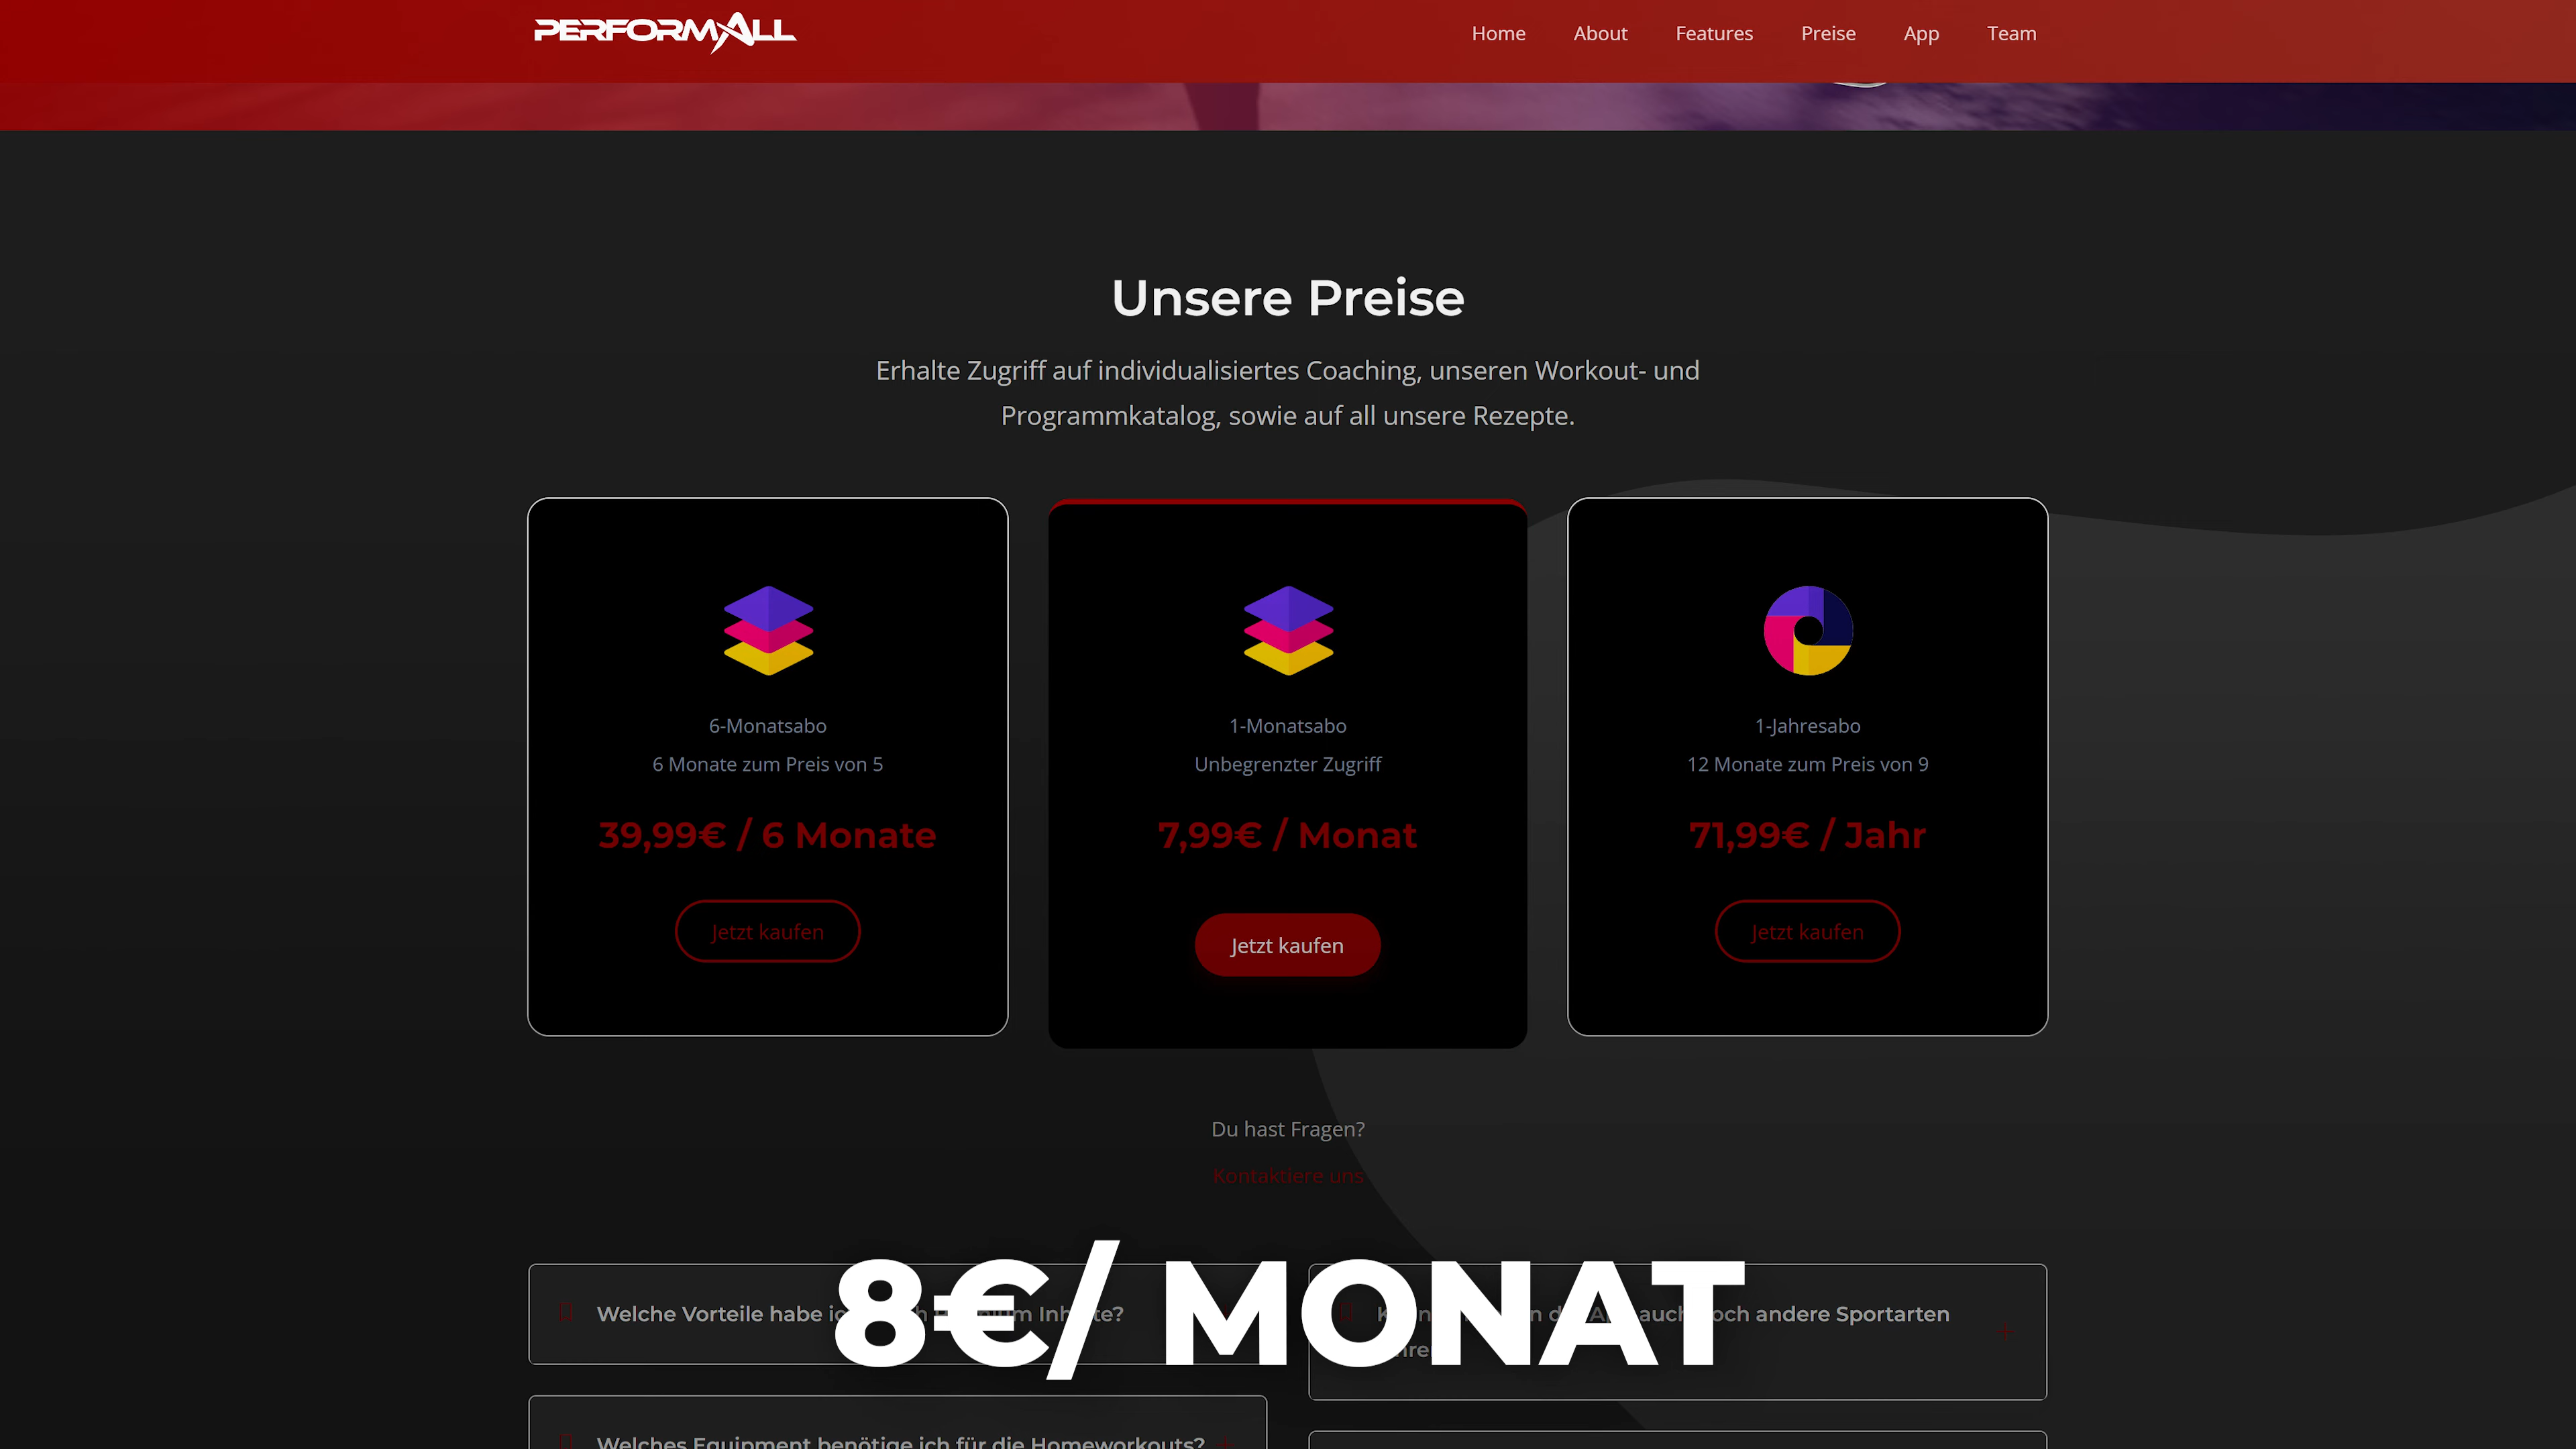 PERFORMALL
Home
About
Features
Preise
App
Team
Unsere Preise
Erhalte Zugriff auf individualisiertes Coaching, unseren Workout- und
Programmkatalog, sowie auf all unsere Rezepte.
6-Monatsabo
6 Monate zum Preis von 5
39,99€ / 6 Monate
Jetzt kaufen
1-Monatsabo
Unbegrenzter Zugriff
7,99€ / Monat
Jetzt kaufen
1-Jahresabo
12 Monate zum Preis von 9
71,99€ / Jahr
Jetzt kaufen
Du hast Fragen?
Kontaktiere uns
8€/ MONAT
Welche Vorteile habe
auch andere Sportarten
Welches Equipment benötige ich für die Homeworkouts?